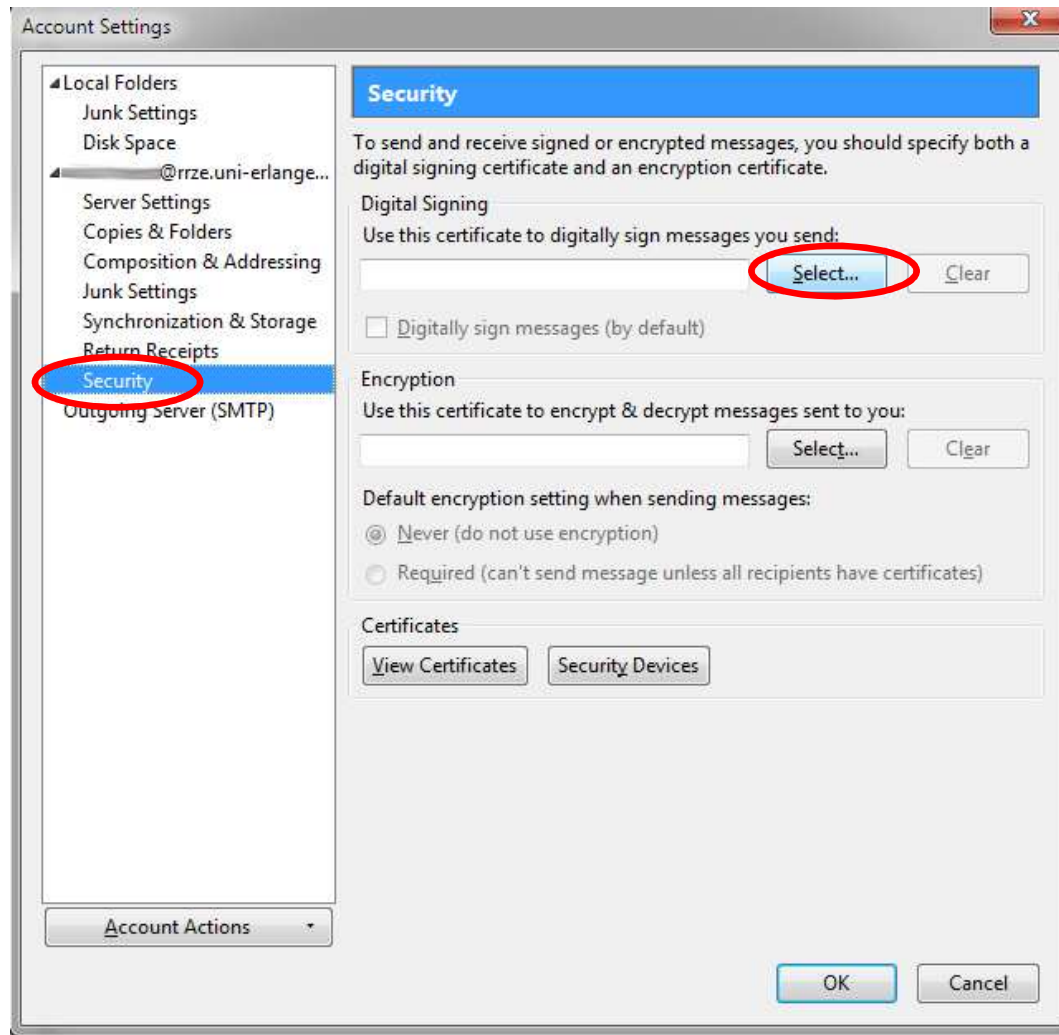 Account Settings
Local Folders
Junk Settings
Disk Space
@rrze.uni-erlange...
Server Settings
Copies & Folders
Composition & Addressing
Junk Settings
Synchronization & Storage
Return Receipts
Security
Outgoing Server (SMTP)
Account Actions
Security
To send and receive signed or encrypted messages, you should specify both a
digital signing certificate and an encryption certificate.
Digital Signing
Use this certificate to digitally sign messages you send:
Select... Clear
Digitally sign messages (by default)
Encryption
Use this certificate to encrypt & decrypt messages sent to you:
Select... Clear
Default encryption setting when sending messages:
Never (do not use encryption)
Required (can't send message unless all recipients have certificates)
Certificates
View Certificates Security Devices
OK Cancel